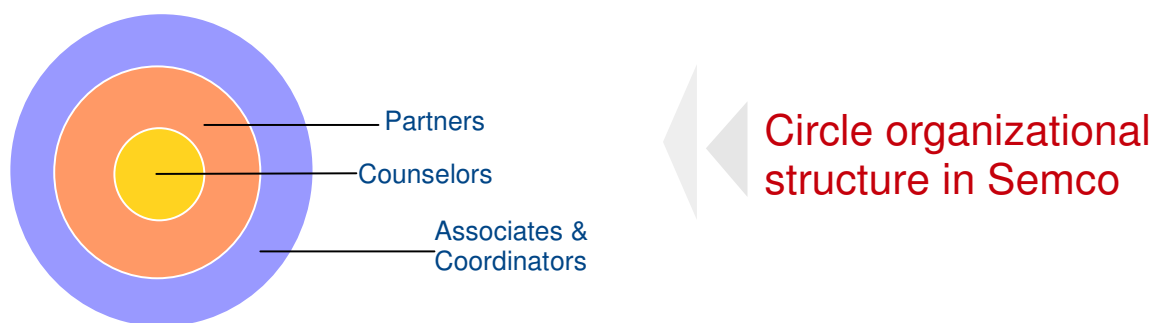 Partners
Counselors
Associates &
Coordinators
Circle organizational
structure in Semco